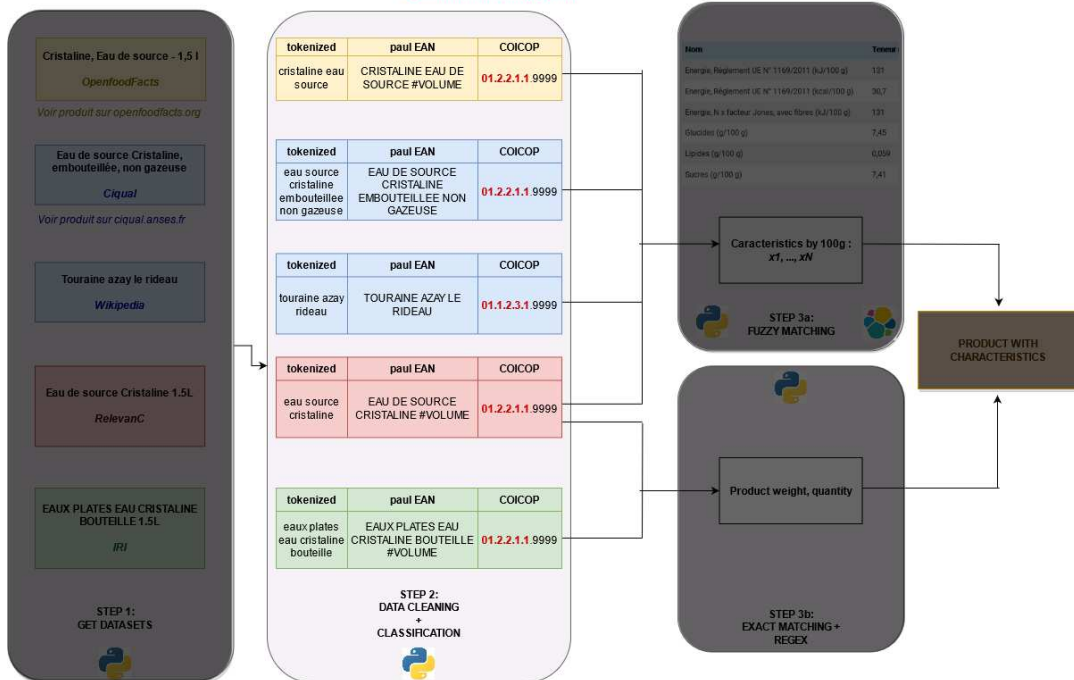 Cristaline, Eau de source - 1,5 l
OpenfoodFacts
Voir produit sur openfoodfacts.org
Eau de source Cristaline,
embouteillée, non gazeuse
Ciqual
Voir produit sur ciqual.anses.fr
Touraine azay le rideau
Wikipedia
Eau de source Cristaline 1.5L
RelevanC
EAUX PLATES EAU CRISTALINE
BOUTEILLE 1.5L
IRI
STEP 1:
GET DATASETS
tokenized paul EAN COICOP
cristaline eau source CRISTALINE EAU DE SOURCE #VOLUME 01.2.2.1.1.9999
tokenized paul EAN COICOP
eau source cristaline embouteillee non gazeuse EAU DE SOURCE CRISTALINE EMBOUTEILLEE NON GAZEUSE 01.2.2.1.1.9999
tokenized paul EAN COICOP
touraine azay rideau TOURAINE AZAY LE RIDEAU 01.1.2.3.1.9999
tokenized paul EAN COICOP
eau source cristaline EAU DE SOURCE CRISTALINE #VOLUME 01.2.2.1.1.9999
tokenized paul EAN COICOP
eaux plates eau cristaline bouteille EAUX PLATES EAU CRISTALINE BOUTEILLE #VOLUME 01.2.2.1.1.9999
STEP 2:
DATA CLEANING
+
CLASSIFICATION
Nom Teneur
Energie, Règlement UE N° 1169/2011 (kJ/100 g) 131
Energie, Règlement UE N° 1169/2011 (kcal/100 g) 30,7
Energie, N x facteur Jones, avec fibres (kJ/100 g) 131
Glucides (g/100 g) 7,45
Lipides (g/100 g) 0,059
Sucres (g/100 g) 7,41
Caracteristics by 100g :
x1, ..., xN
STEP 3a:
FUZZY MATCHING
Product weight, quantity
STEP 3b:
EXACT MATCHING +
REGEX
PRODUCT WITH
CHARACTERISTICS